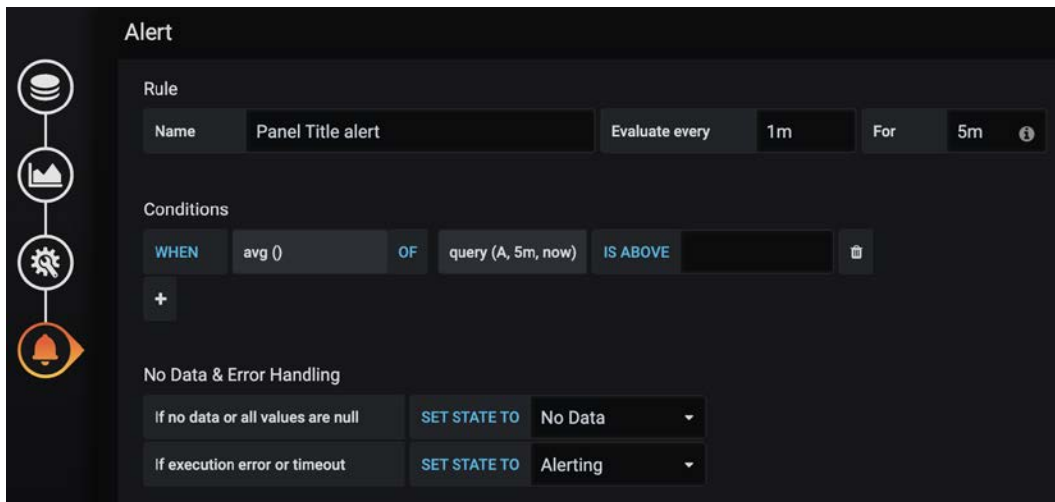 Alert
Rule
Name Panel Title alert Evaluate every 1m For 5m
Conditions
WHEN avg () OF query (A, 5m, now) IS ABOVE
+
No Data & Error Handling
If no data or all values are null SET STATE TO No Data
If execution error or timeout SET STATE TO Alerting